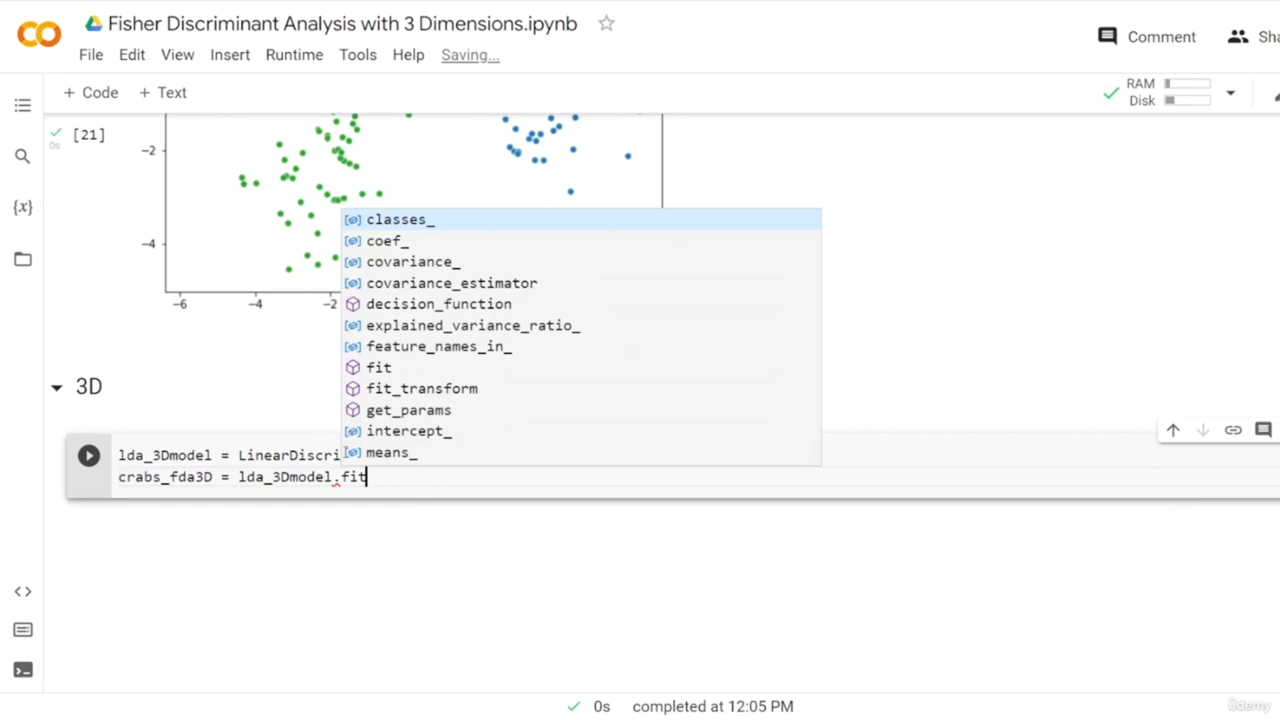 Fisher Discriminant Analysis with 3 Dimensions.ipynb
File Edit View Insert Runtime Tools Help Saving...
Comment
+ Code + Text
RAM
Disk
[21]
0s
−2
−4
−6 −4 −2
classes_
coef_
covariance_
covariance_estimator
decision_function
explained_variance_ratio_
feature_names_in_
fit
fit_transform
get_params
intercept_
means_
3D
lda_3Dmodel = LinearDiscri
crabs_fda3D = lda_3Dmodel.fit
{x}
0s completed at 12:05 PM
ûdemy